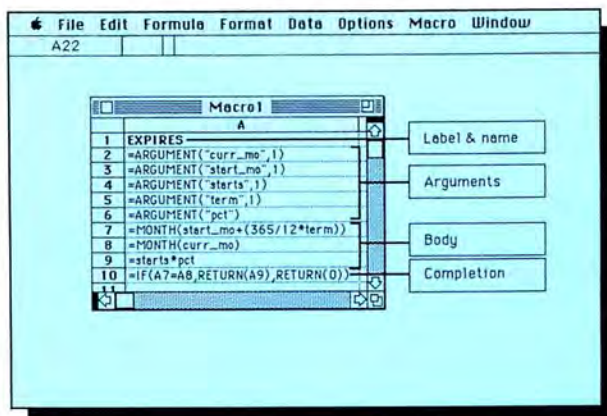 File Edit Formula Format Data Options Macro Window
A22
Macro1
A
1 EXPIRES
2 =ARGUMENT("curr_mo",1)
3 =ARGUMENT("start_mo",1)
4 =ARGUMENT("starts",1)
5 =ARGUMENT("term",1)
6 =ARGUMENT("pct")
7 =MONTH(start_mo+(365/12*term))
8 =MONTH(curr_mo)
9 =starts*pct
10 =IF(A7=A8,RETURN(A9),RETURN(0))
11
Label & name
Arguments
Body
Completion